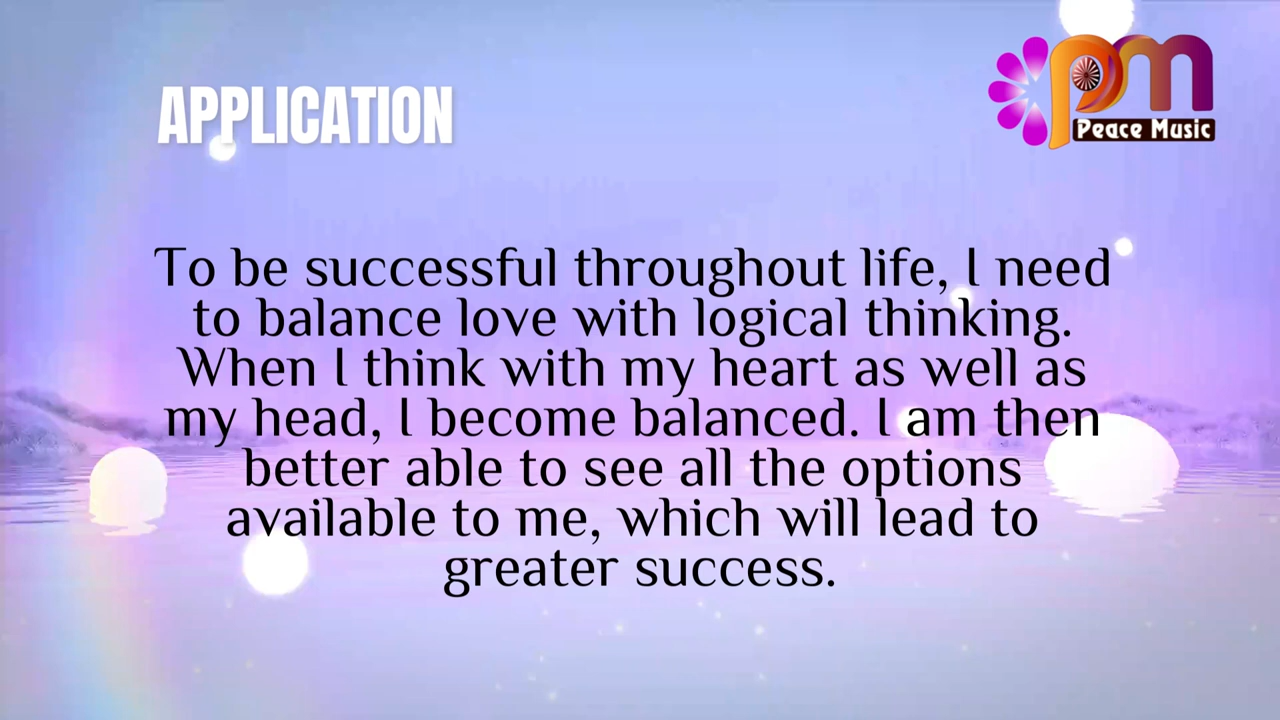 APPLICATION
pm
Peace Music
To be successful throughout life, I need
to balance love with logical thinking.
When I think with my heart as well as
my head, I become balanced. I am then
better able to see all the options
available to me, which will lead to
greater success.